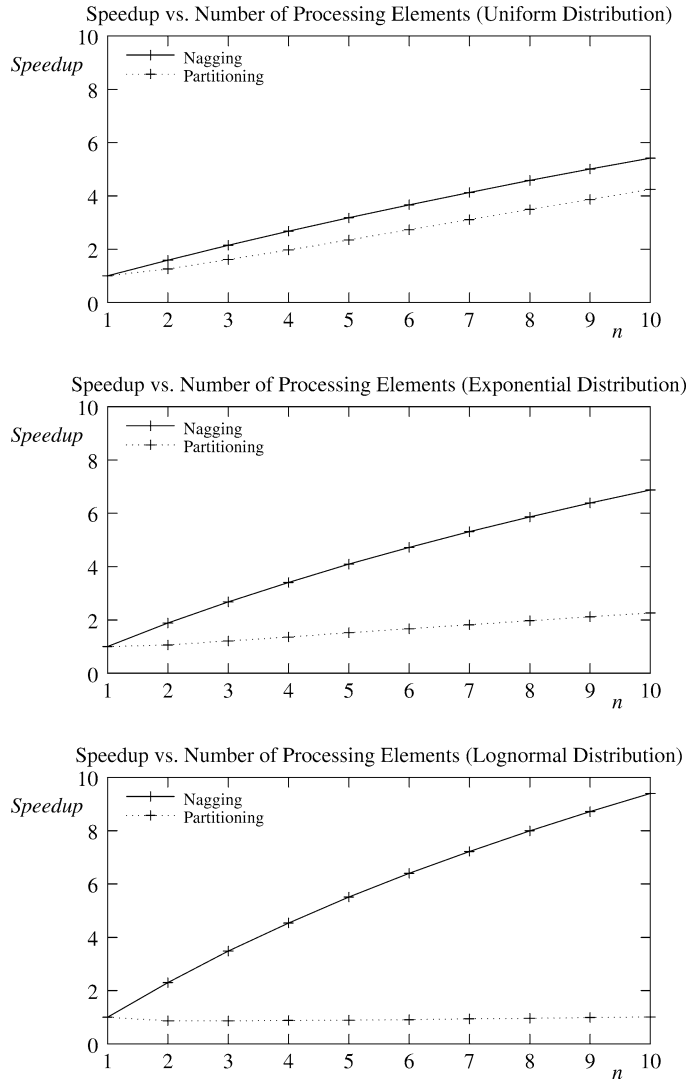 Speedup vs. Number of Processing Elements (Uniform Distribution)
10
Speedup
Nagging
Partitioning
8
6
4
2
0
1 2 3 4 5 6 7 8 9 10
n
Speedup vs. Number of Processing Elements (Exponential Distribution)
10
Speedup
Nagging
Partitioning
8
6
4
2
0
1 2 3 4 5 6 7 8 9 10
n
Speedup vs. Number of Processing Elements (Lognormal Distribution)
10
Speedup
Nagging
Partitioning
8
6
4
2
0
1 2 3 4 5 6 7 8 9 10
n